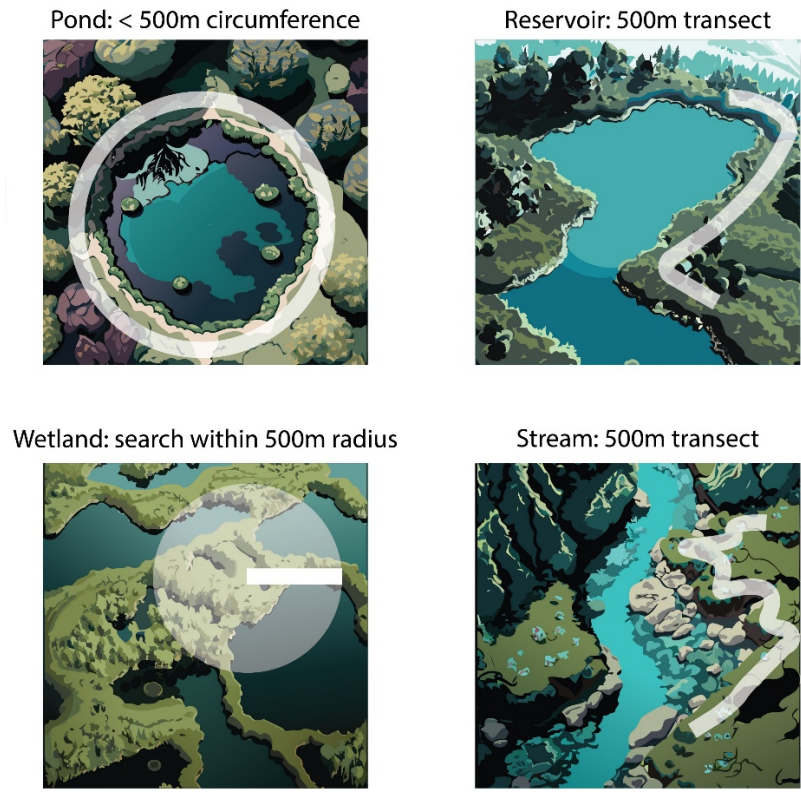 Pond: < 500m circumference
Reservoir: 500m transect
Wetland: search within 500m radius
Stream: 500m transect